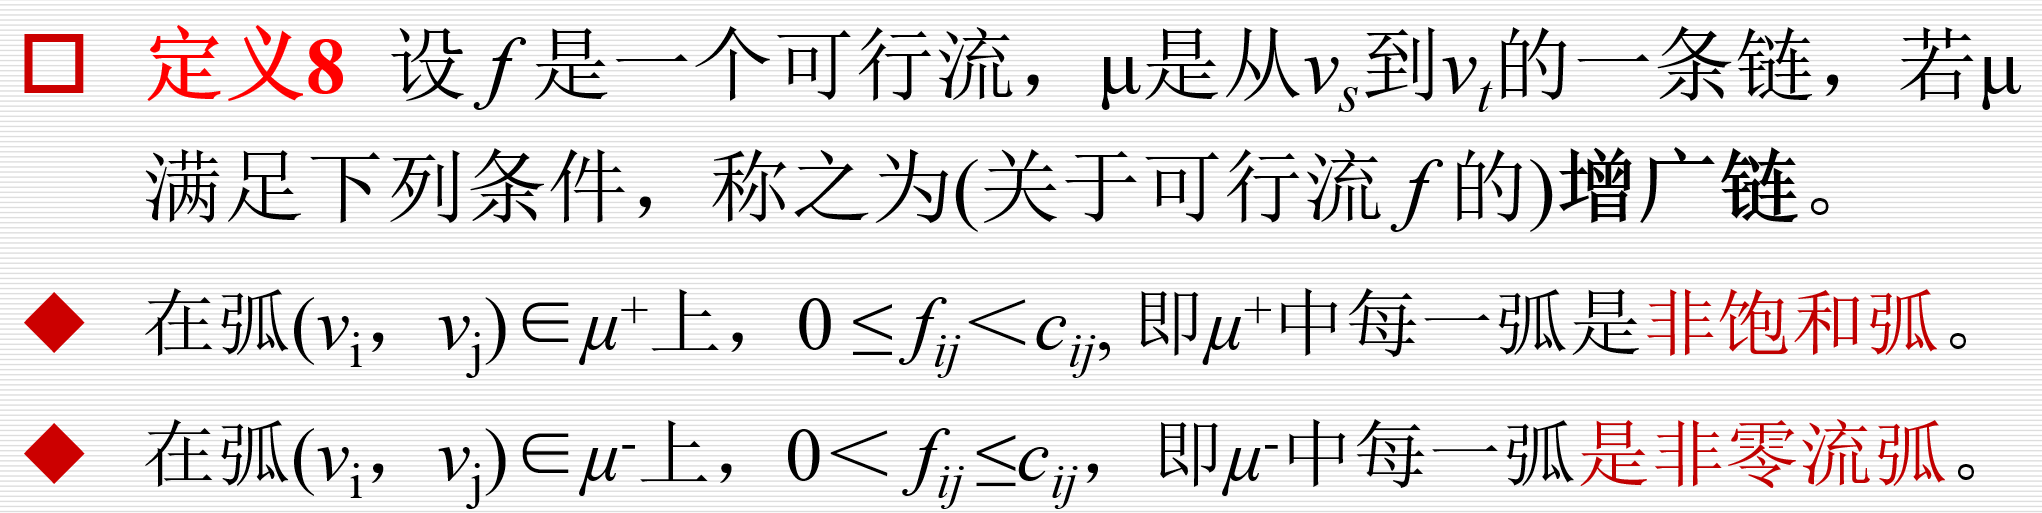 定义8 设 f 是一个可行流，μ是从vₛ到vₜ的一条链，若μ
满足下列条件，称之为(关于可行流 f 的)增广链。
在弧(vi，vj)∈μ⁺上，0 ≤ fij＜cij, 即μ⁺中每一弧是非饱和弧。
在弧(vi，vj)∈μ⁻上，0＜ fij ≤cij， 即μ⁻中每一弧是非零流弧。